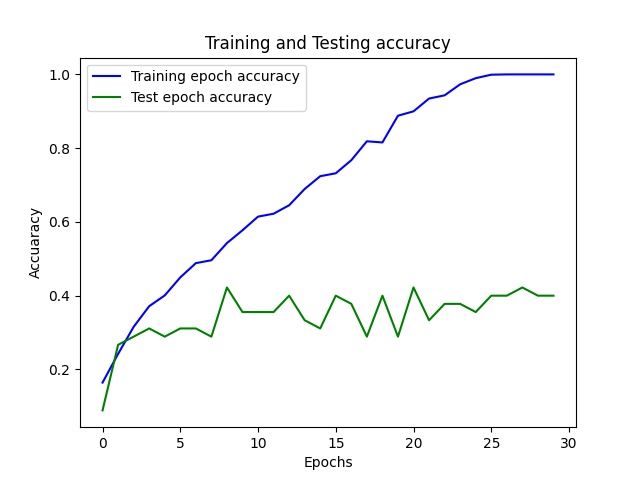 Training and Testing accuracy
Training epoch accuracy
Test epoch accuracy
Accuaracy
1.0
0.8
0.6
0.4
0.2
0 5 10 15 20 25 30
Epochs